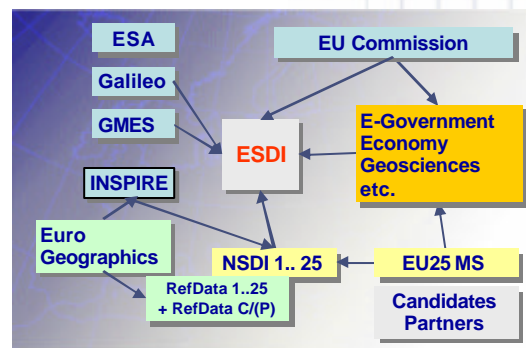 ESA
EU Commission
Galileo
GMES
ESDI
E-Government
Economy
Geosciences
etc.
INSPIRE
Euro
Geographics
NSDI 1.. 25
EU25 MS
RefData 1..25
+ RefData C/(P)
Candidates
Partners